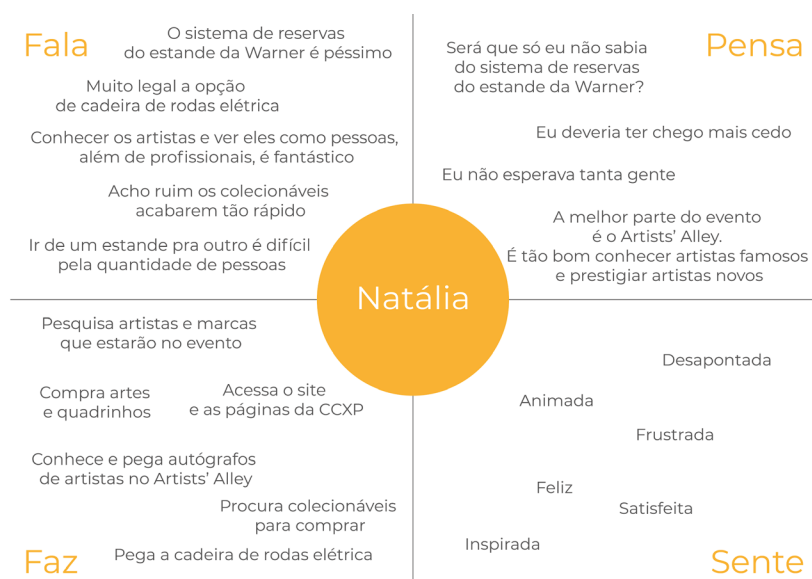 Fala
O sistema de reservas
do estande da Warner é péssimo
Muito legal a opção
de cadeira de rodas elétrica
Conhecer os artistas e ver eles como pessoas,
além de profissionais, é fantástico
Acho ruim os colecionáveis
acabarem tão rápido
Ir de um estande pra outro é difícil
pela quantidade de pessoas
Pensa
Será que só eu não sabia
do sistema de reservas
do estande da Warner?
Eu deveria ter chego mais cedo
Eu não esperava tanta gente
A melhor parte do evento
é o Artists’ Alley.
É tão bom conhecer artistas famosos
e prestigiar artistas novos
Natália
Pesquisa artistas e marcas
que estarão no evento
Compra artes
e quadrinhos
Acessa o site
e as páginas da CCXP
Conhece e pega autógrafos
de artistas no Artists’ Alley
Procura colecionáveis
para comprar
Faz
Pega a cadeira de rodas elétrica
Desapontada
Animada
Frustrada
Feliz
Satisfeita
Inspirada
Sente